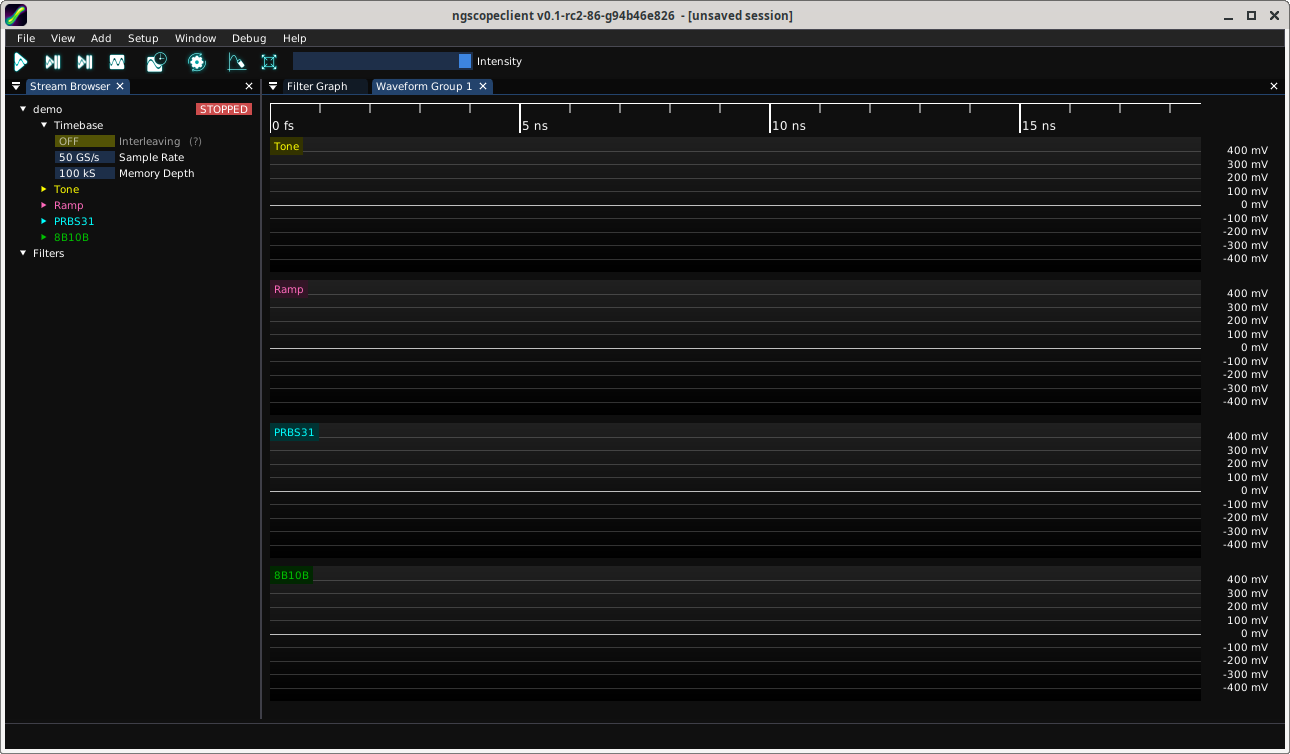 ngscopeclient v0.1-rc2-86-g94b46e826 - [unsaved session]
File View Add Setup Window Debug Help
Intensity
Stream Browser
Filter Graph
Waveform Group 1
demo
STOPPED
Timebase
OFF Interleaving (?)
50 GS/s Sample Rate
100 kS Memory Depth
Tone
Ramp
PRBS31
8B10B
Filters
0 fs 5 ns 10 ns 15 ns
Tone
400 mV
300 mV
200 mV
100 mV
0 mV
-100 mV
-200 mV
-300 mV
-400 mV
Ramp
400 mV
300 mV
200 mV
100 mV
0 mV
-100 mV
-200 mV
-300 mV
-400 mV
PRBS31
400 mV
300 mV
200 mV
100 mV
0 mV
-100 mV
-200 mV
-300 mV
-400 mV
8B10B
400 mV
300 mV
200 mV
100 mV
0 mV
-100 mV
-200 mV
-300 mV
-400 mV